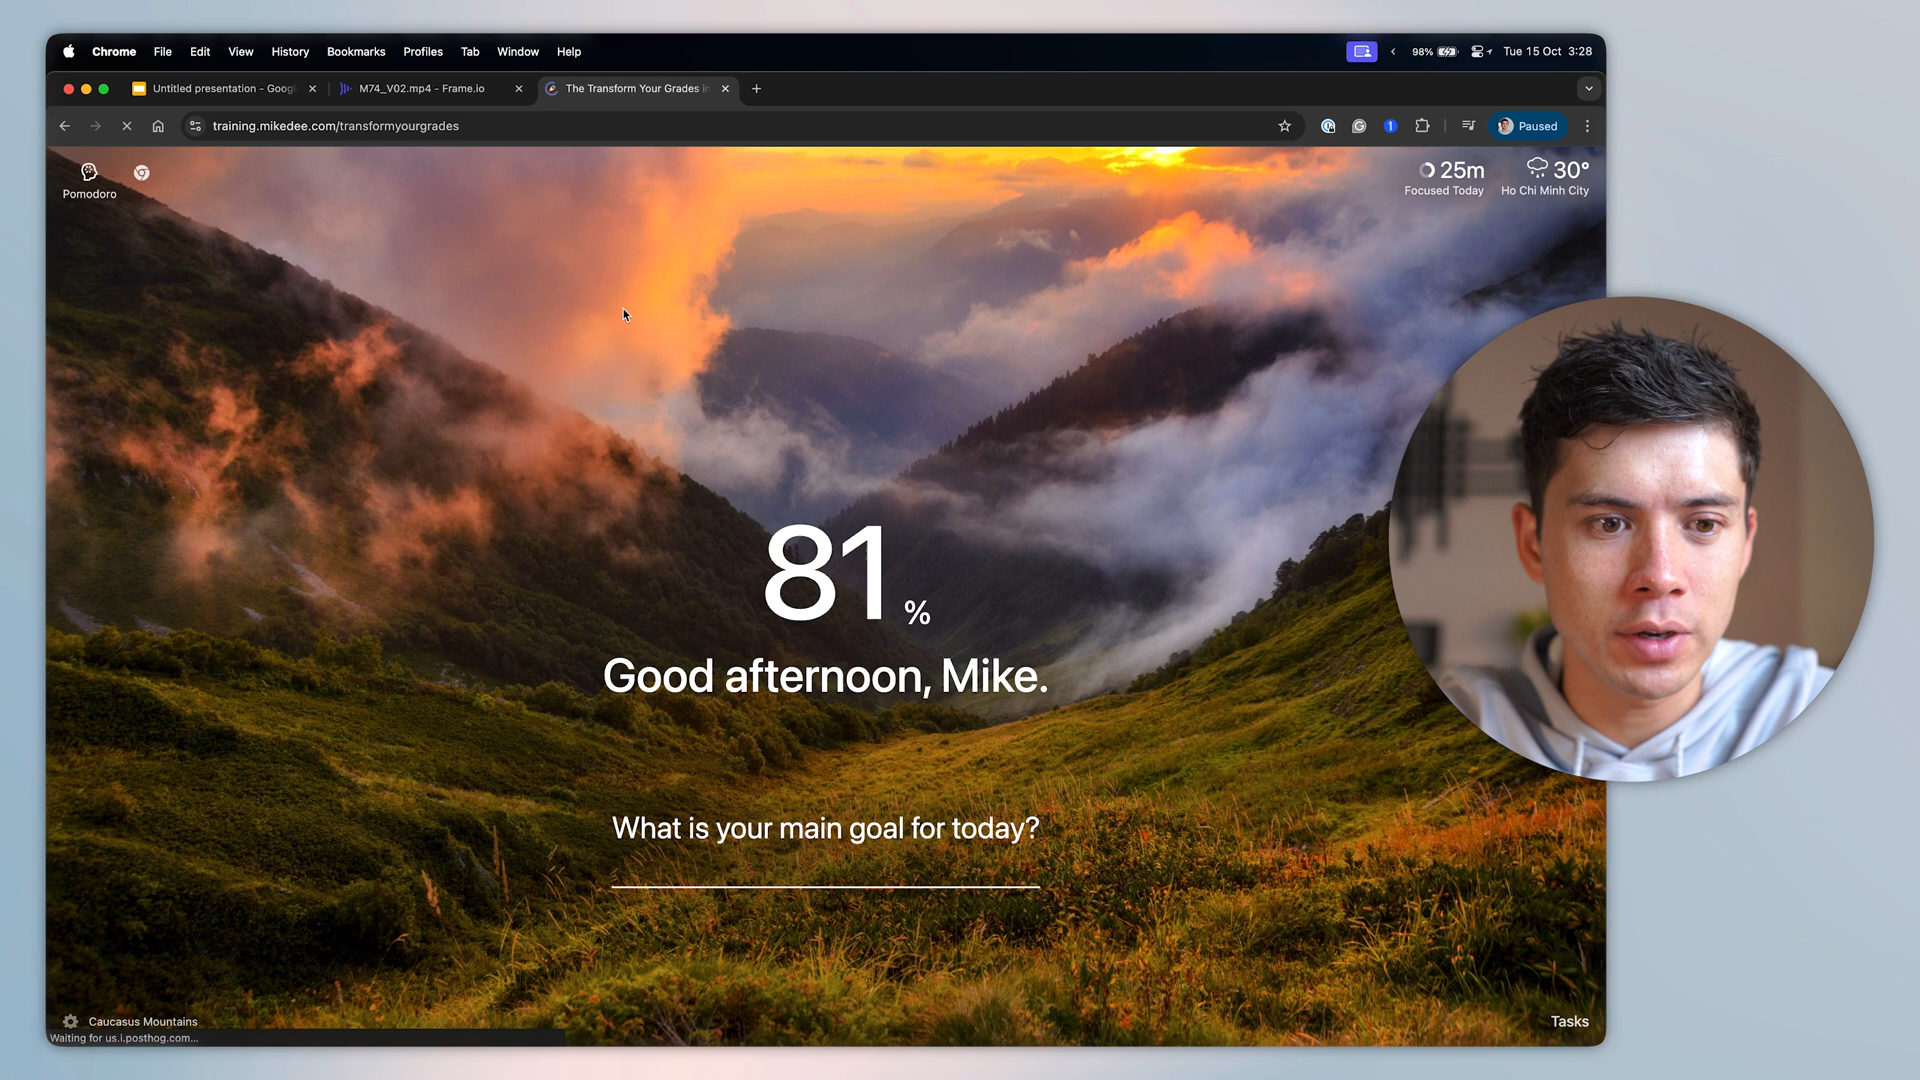 Chrome File Edit View History Bookmarks Profiles Tab Window Help 98% Tue 15 Oct 3:28
Untitled presentation - Goog M74_V02.mp4 - Frame.io The Transform Your Grades in
training.mikedee.com/transformyourgrades 1 Paused
25m 30°
Pomodoro Focused Today Ho Chi Minh City
81 %
Good afternoon, Mike.
What is your main goal for today?
Caucasus Mountains Tasks
Waiting for us.i.posthog.com...